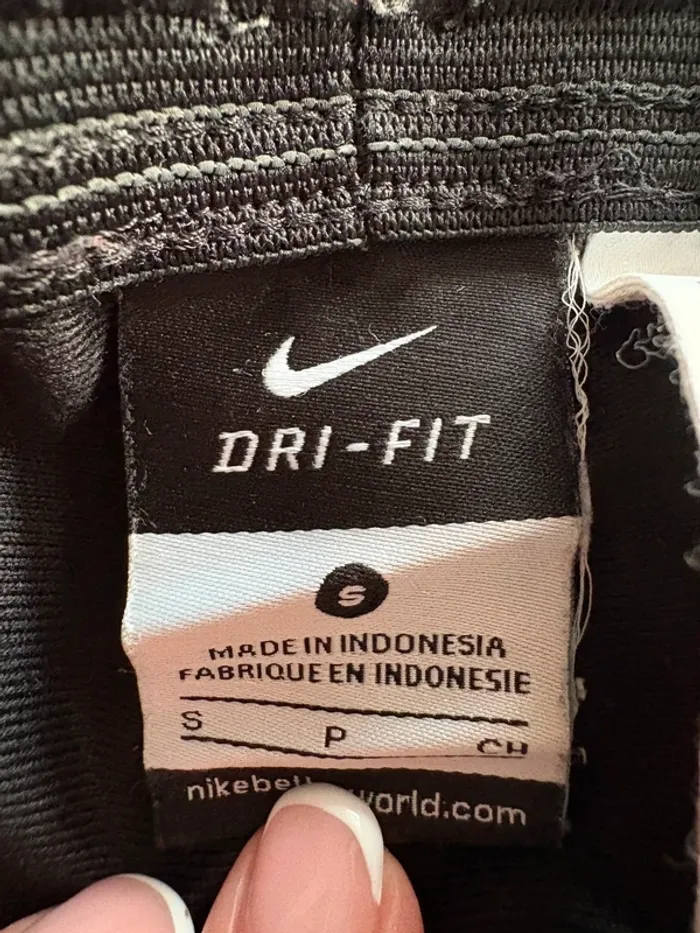 DRI-FIT
S
MADE IN INDONESIA
FABRIQUE EN INDONESIE
S P CH